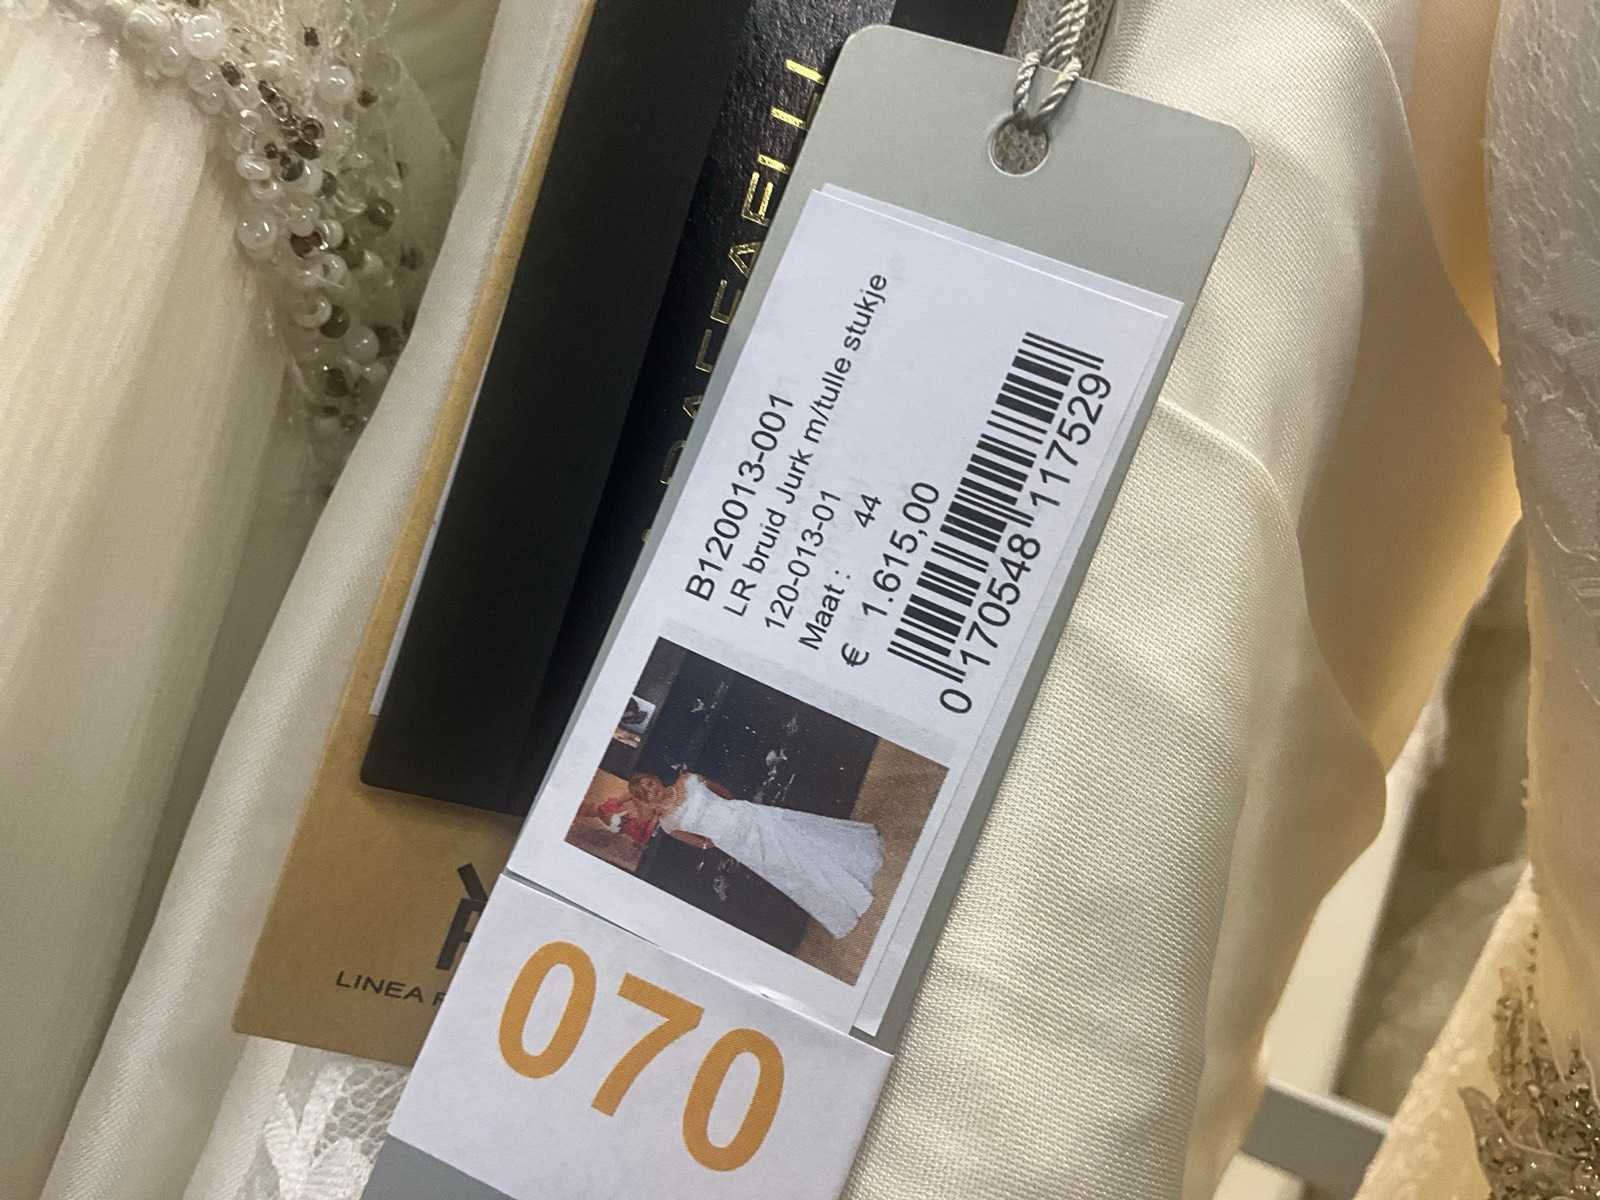 B120013-001
LR bruid Jurk m/tulle stukje
120-013-01
Maat : 44
€ 1.615,00
0 170548 117529
070
LINEA